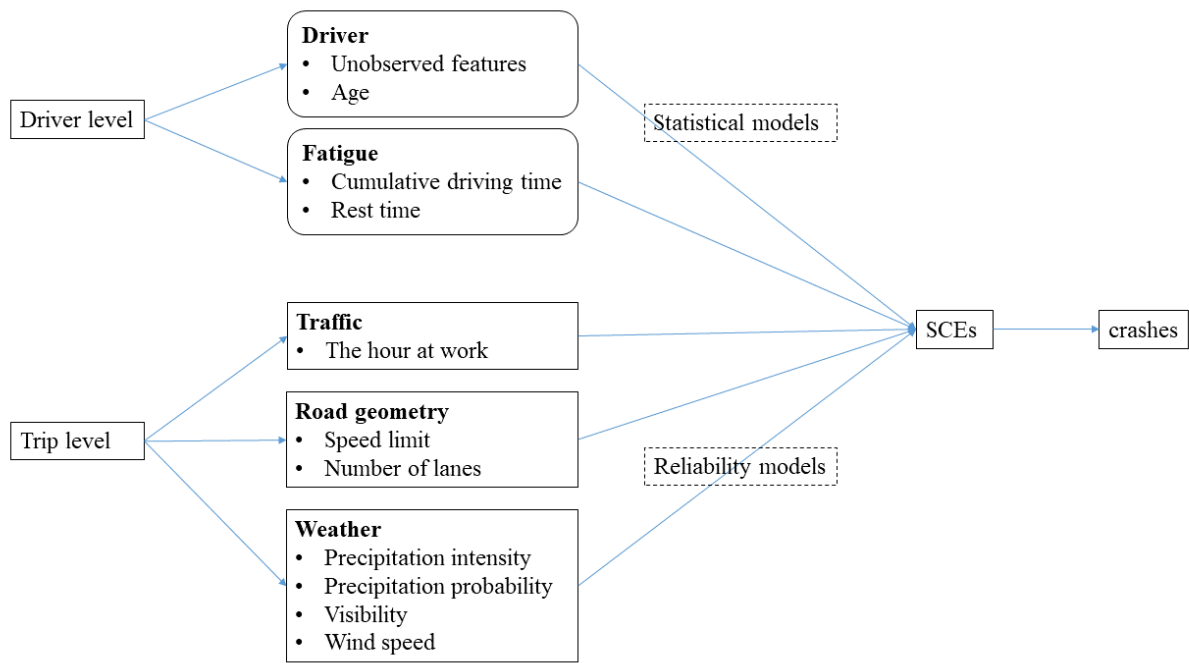 Driver level
Driver
• Unobserved features
• Age
Fatigue
• Cumulative driving time
• Rest time
Statistical models
Trip level
Traffic
• The hour at work
Road geometry
• Speed limit
• Number of lanes
Weather
• Precipitation intensity
• Precipitation probability
• Visibility
• Wind speed
Reliability models
SCEs
crashes